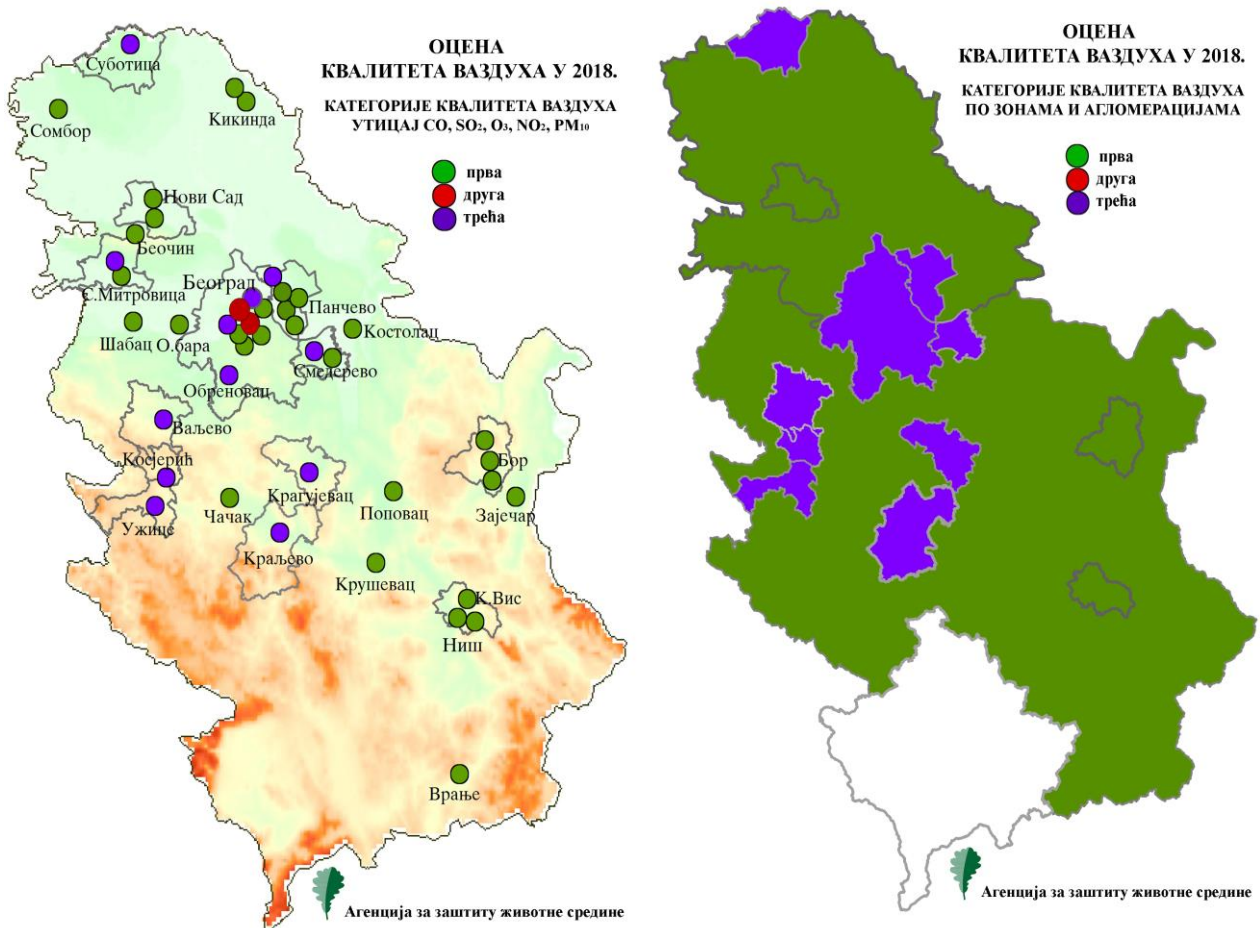 ОЦЕНА
КВАЛИТЕТА ВАЗДУХА У 2018.
КАТЕГОРИЈЕ КВАЛИТЕТА ВАЗДУХА
УТИЦАЈ CO, SO₂, O₃, NO₂, PM₁₀
прва
друга
трећа
Суботица
Сомбор
Кикинда
Нови Сад
Беочин
С.Митровица
Београд
Панчево
Шабац
О.бара
Костолац
Смедерево
Обреновац
Ваљево
Косјерић
Ужице
Чачак
Крагујевац
Краљево
Поповац
Бор
Зајечар
Крушевац
К.Вис
Ниш
Врање
Агенција за заштиту животне средине
ОЦЕНА
КВАЛИТЕТА ВАЗДУХА У 2018.
КАТЕГОРИЈЕ КВАЛИТЕТА ВАЗДУХА
ПО ЗОНАМА И АГЛОМЕРАЦИЈАМА
прва
друга
трећа
Агенција за заштиту животне средине